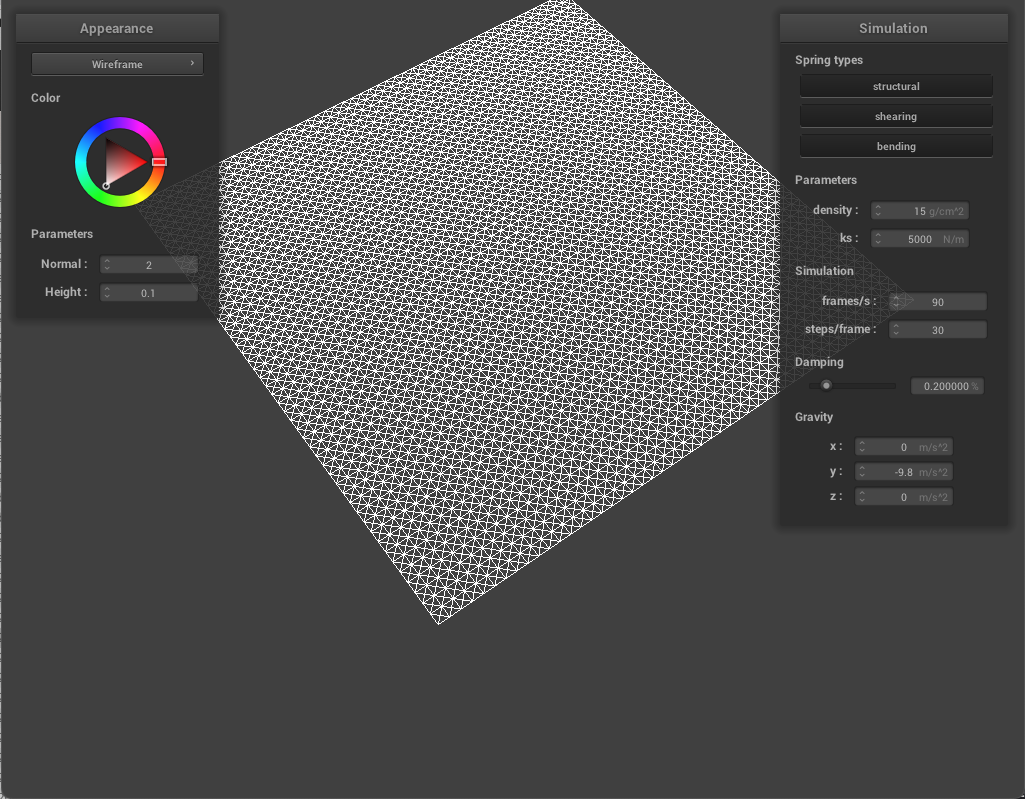 Appearance
Wireframe
Color
Parameters
Normal : 2
Height : 0.1
Simulation
Spring types
structural
shearing
bending
Parameters
density : 15 g/cm^2
ks : 5000 N/m
Simulation
frames/s : 90
steps/frame : 30
Damping
0.200000 %
Gravity
x : 0 m/s^2
y : -9.8 m/s^2
z : 0 m/s^2